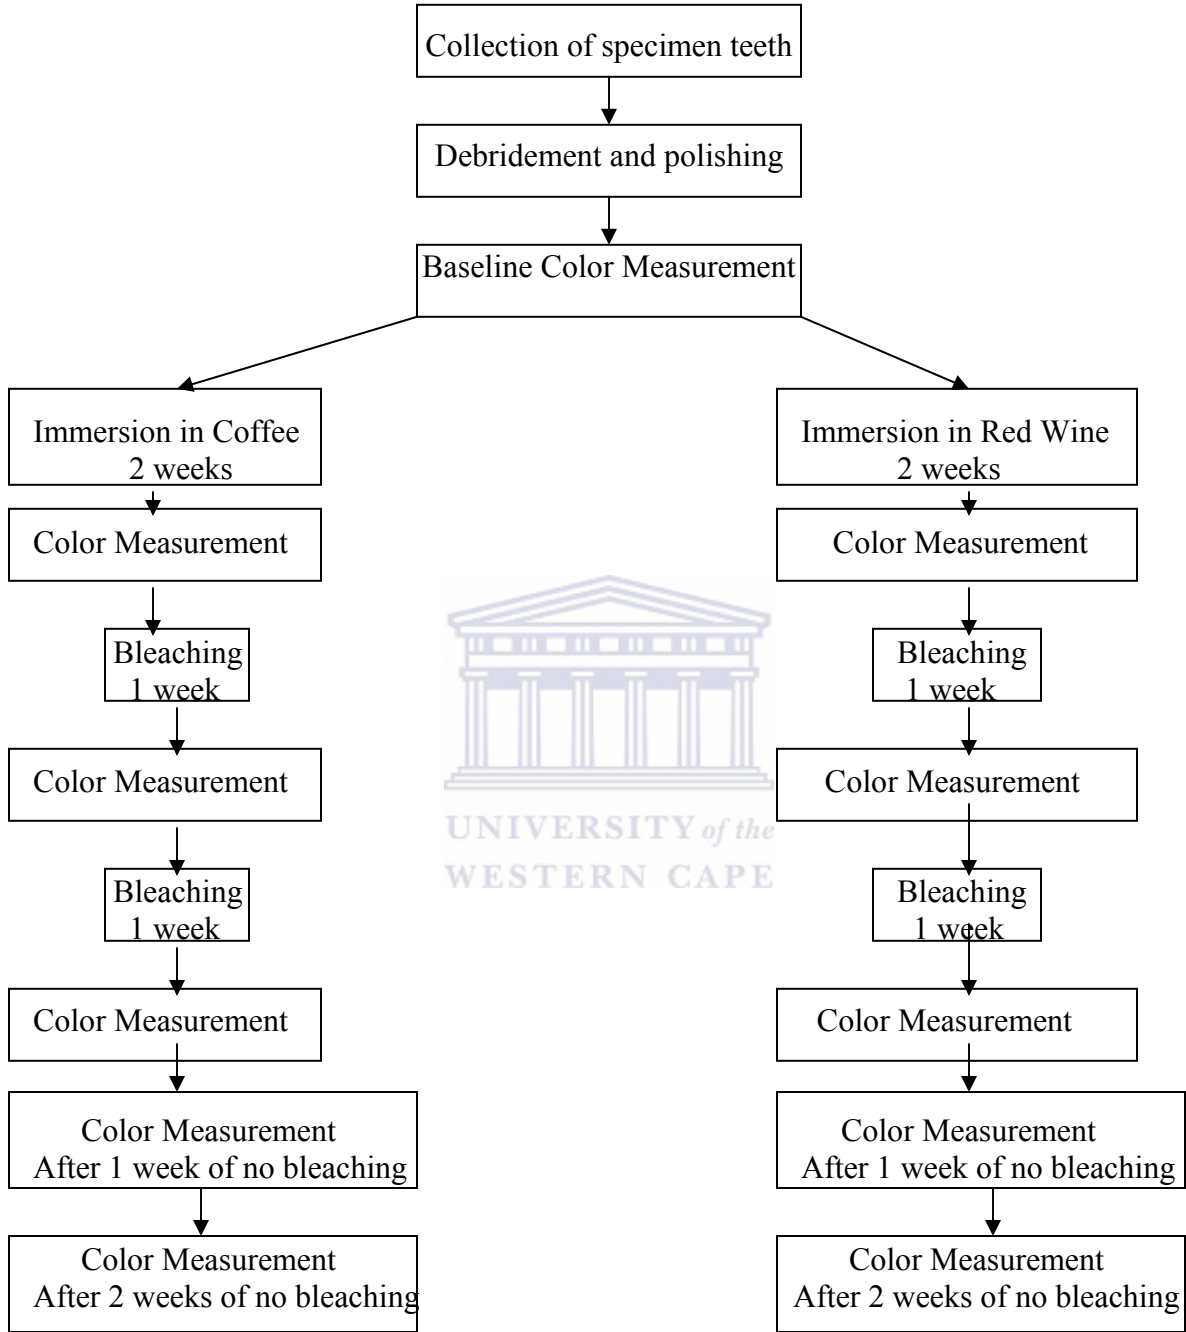 Collection of specimen teeth
Debridement and polishing
Baseline Color Measurement
Immersion in Coffee
2 weeks
Color Measurement
Bleaching
1 week
Color Measurement
Bleaching
1 week
Color Measurement
Color Measurement
After 1 week of no bleaching
Color Measurement
After 2 weeks of no bleaching
Immersion in Red Wine
2 weeks
Color Measurement
Bleaching
1 week
Color Measurement
Bleaching
1 week
Color Measurement
Color Measurement
After 1 week of no bleaching
Color Measurement
After 2 weeks of no bleaching
UNIVERSITY of the
WESTERN CAPE